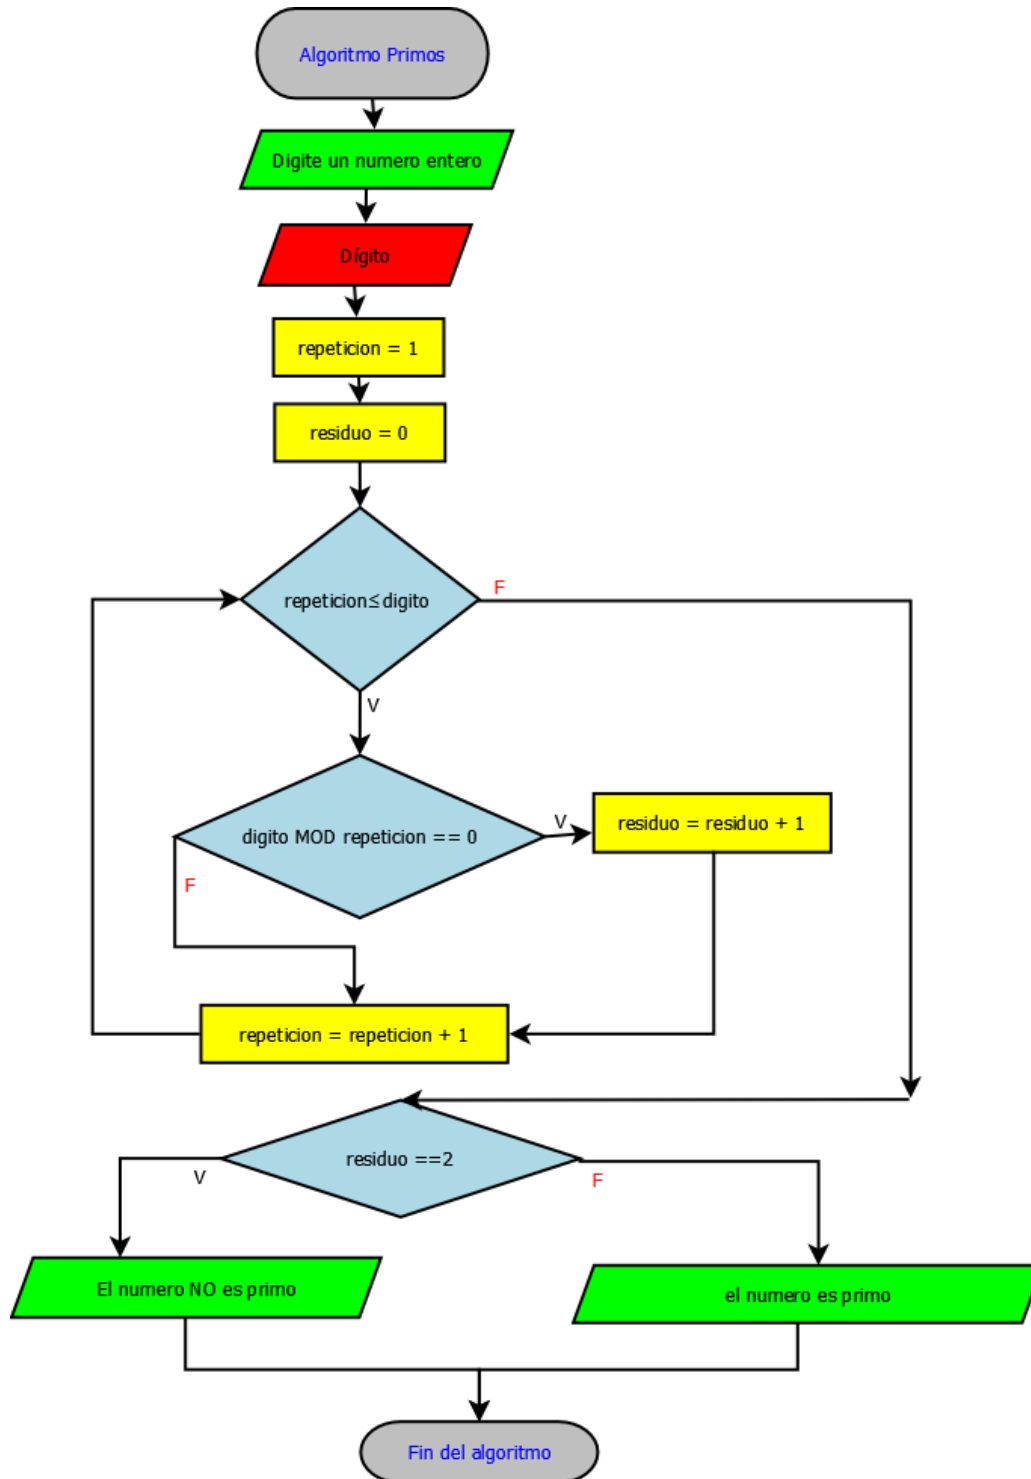 Algoritmo Primos
Digite un numero entero
Dígito
repeticion = 1
residuo = 0
repeticion≤digito
F
V
digito MOD repeticion == 0
V
residuo = residuo + 1
F
repeticion = repeticion + 1
residuo ==2
V
F
El numero NO es primo
el numero es primo
Fin del algoritmo